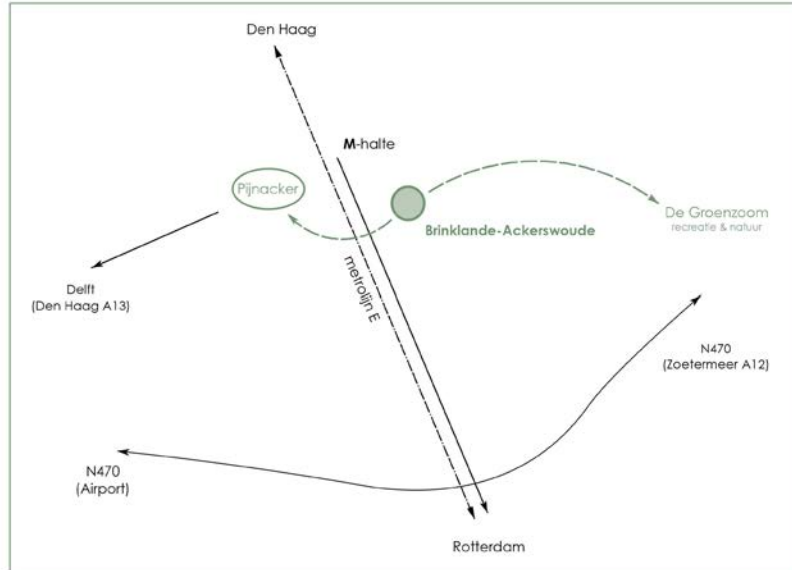 Den Haag
M-halte
Pijnacker
Brinklande-Ackerswoude
De Groenzoom
recreatie & natuur
metrolijn E
Delft
(Den Haag A13)
N470
(Zoetermeer A12)
N470
(Airport)
Rotterdam